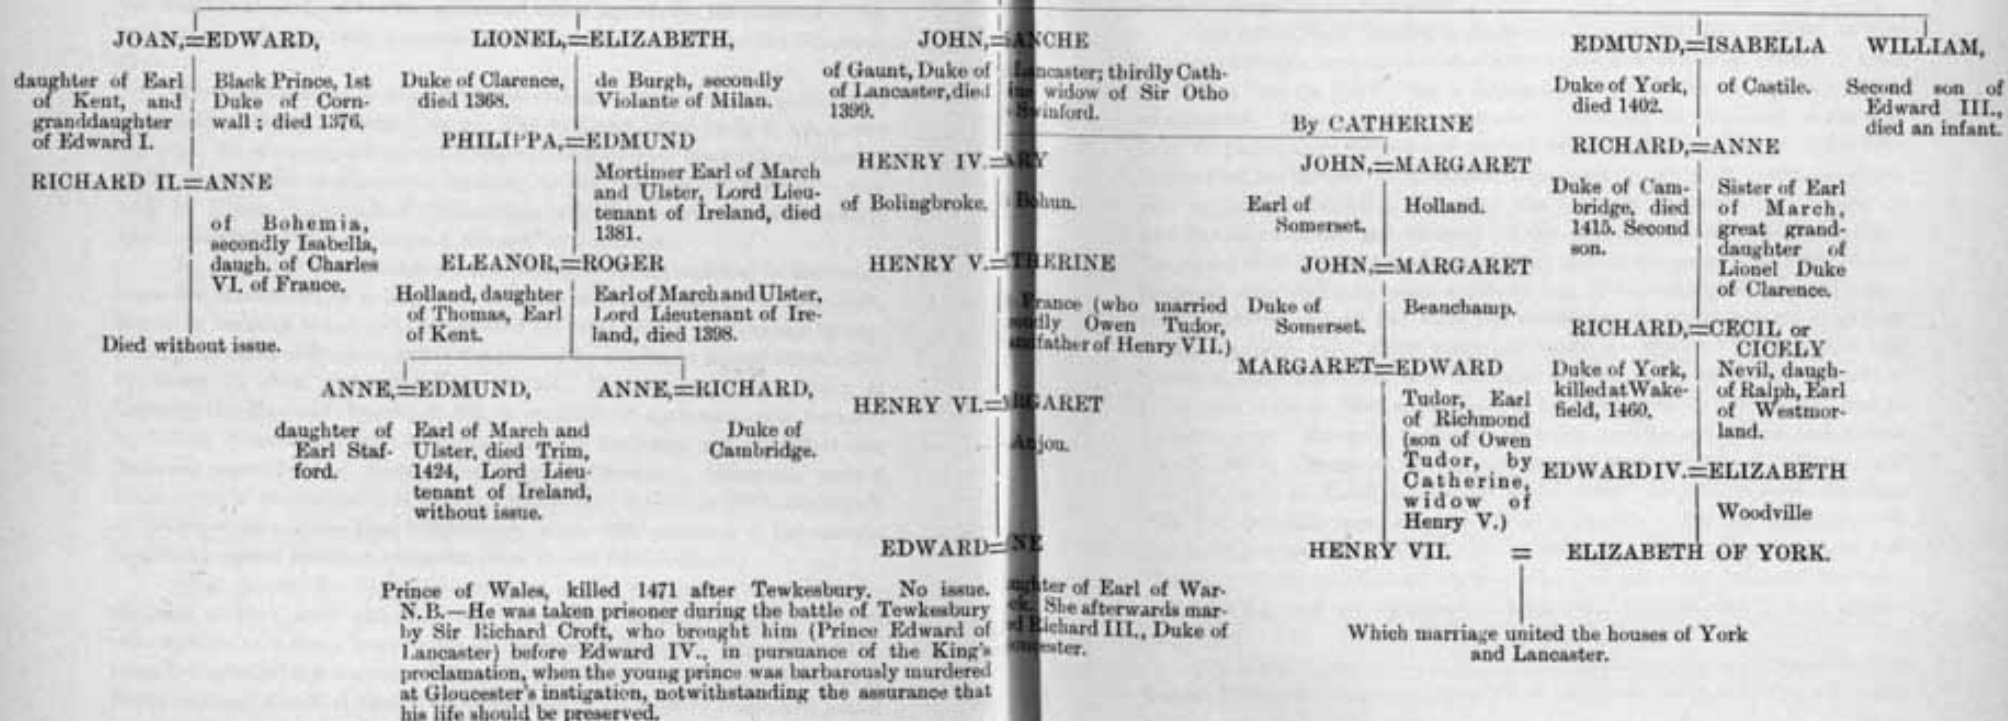 JOAN,=EDWARD,
daughter of Earl
of Kent, and
granddaughter
of Edward I.
Black Prince, 1st
Duke of Corn-
wall; died 1376.
RICHARD II.=ANNE
of Bohemia,
secondly Isabella,
daugh. of Charles
VI. of France.
Died without issue.
LIONEL,=ELIZABETH,
Duke of Clarence,
died 1368.
de Burgh, secondly
Violante of Milan.
PHILIPPA,=EDMUND
Mortimer Earl of March
and Ulster, Lord Lieu-
tenant of Ireland, died
1381.
ELEANOR,=ROGER
Holland, daughter
of Thomas, Earl
of Kent.
Earl of March and Ulster,
Lord Lieutenant of Ire-
land, died 1398.
ANNE,=EDMUND,
daughter of
Earl Staf-
ford.
Earl of March and
Ulster, died Trim,
1424, Lord Lieu-
tenant of Ireland,
without issue.
ANNE,=RICHARD,
Duke of
Cambridge.
JOHN,=ANCHE
of Gaunt, Duke of
of Lancaster, died
1399.
ncaster; thirdly Cath-
widow of Sir Otho
Swinford.
HENRY IV.=RY
of Bolingbroke.
Bohun.
HENRY V.=THERINE
France (who married
dly Owen Tudor,
father of Henry VII.)
HENRY VI.=GARET
Anjou.
EDWARD=NE
Prince of Wales, killed 1471 after Tewkesbury. No issue.
N.B.—He was taken prisoner during the battle of Tewkesbury
by Sir Richard Croft, who brought him (Prince Edward of
Lancaster) before Edward IV., in pursuance of the King's
proclamation, when the young prince was barbarously murdered
at Gloucester's instigation, notwithstanding the assurance that
his life should be preserved.
ghter of Earl of War-
She afterwards mar-
Richard III., Duke of
ucester.
By CATHERINE
JOHN,=MARGARET
Earl of
Somerset.
Holland.
JOHN,=MARGARET
Duke of
Somerset.
Beauchamp.
MARGARET=EDWARD
Tudor, Earl
of Richmond
(son of Owen
Tudor, by
Catherine,
widow of
Henry V.)
EDMUND,=ISABELLA
Duke of York,
died 1402.
of Castile.
RICHARD,=ANNE
Duke of Cam-
bridge, died
1415. Second
son.
Sister of Earl
of March,
great grand-
daughter of
Lionel Duke
of Clarence.
RICHARD,=CECIL or
CICELY
Duke of York,
killed at Wake-
field, 1460.
Nevil, daugh-
of Ralph, Earl
of Westmor-
land.
EDWARD IV.=ELIZABETH
Woodville
HENRY VII. = ELIZABETH OF YORK.
Which marriage united the houses of York
and Lancaster.
WILLIAM,
Second son of
Edward III.,
died an infant.